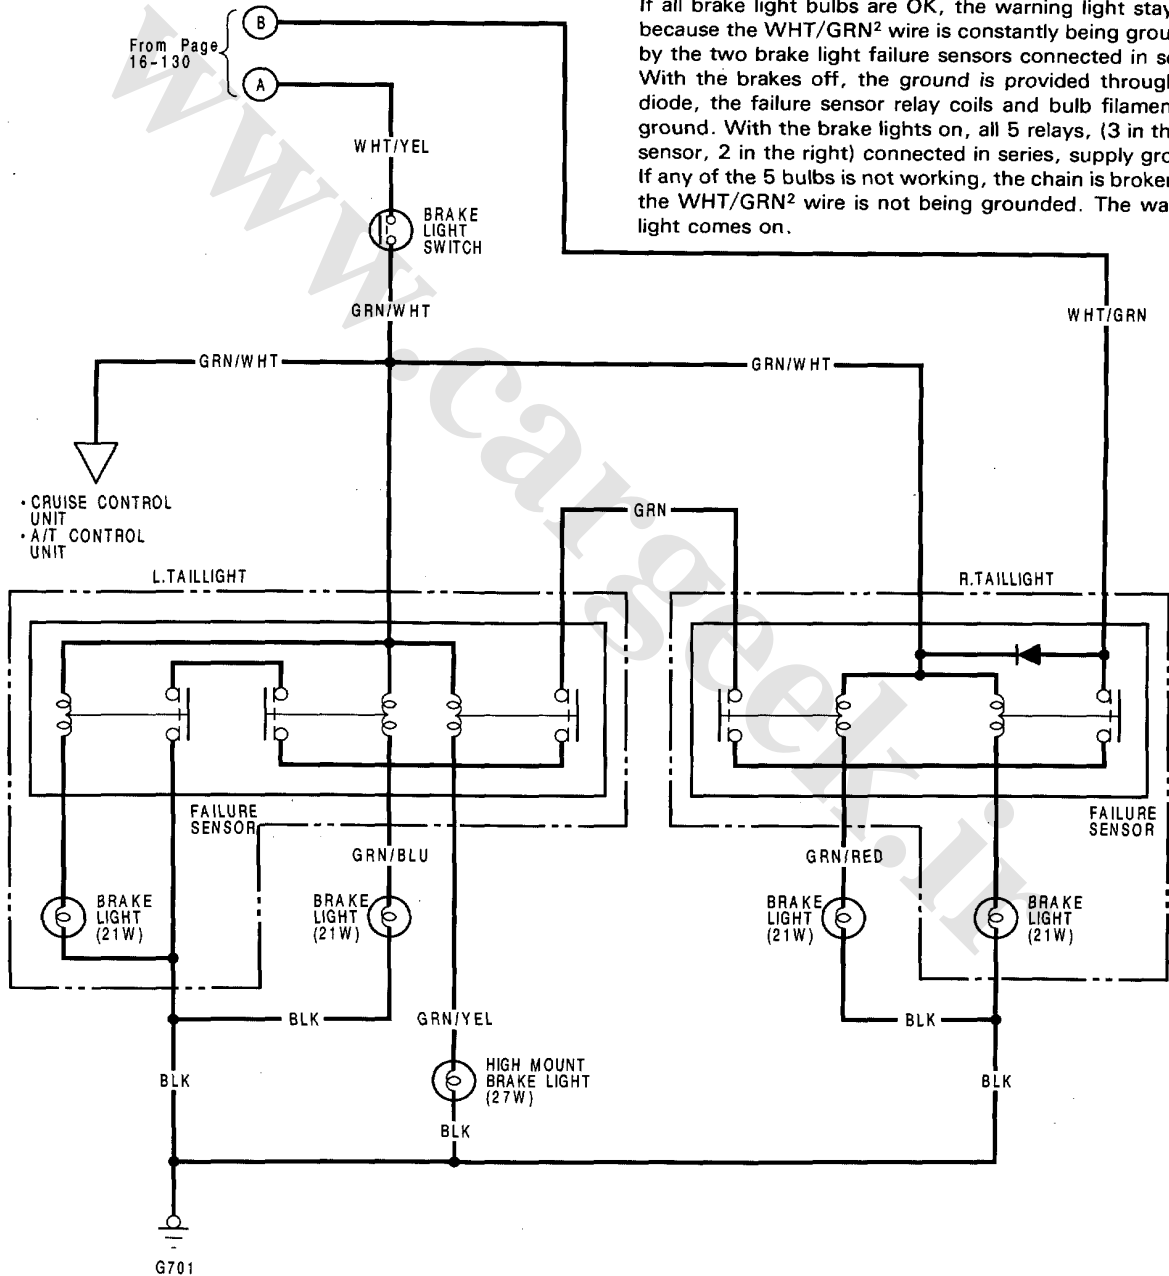 If all brake light bulbs are OK, the warning light stay
because the WHT/GRN² wire is constantly being grou
by the two brake light failure sensors connected in se
With the brakes off, the ground is provided through
diode, the failure sensor relay coils and bulb filamen
ground. With the brake lights on, all 5 relays, (3 in th
sensor, 2 in the right) connected in series, supply gro
If any of the 5 bulbs is not working, the chain is broken
the WHT/GRN² wire is not being grounded. The wa
light comes on.
B
From Page
16-130
A
WHT/YEL
BRAKE
LIGHT
SWITCH
GRN/WHT
WHT/GRN
GRN/WHT
GRN/WHT
• CRUISE CONTROL
UNIT
• A/T CONTROL
UNIT
GRN
L.TAILLIGHT
R.TAILLIGHT
FAILURE
SENSOR
FAILURE
SENSOR
GRN/BLU
GRN/RED
BRAKE
LIGHT
(21W)
BRAKE
LIGHT
(21W)
BRAKE
LIGHT
(21W)
BRAKE
LIGHT
(21W)
BLK
GRN/YEL
BLK
HIGH MOUNT
BRAKE LIGHT
(27W)
BLK
BLK
BLK
G701
www.cargeek.ir